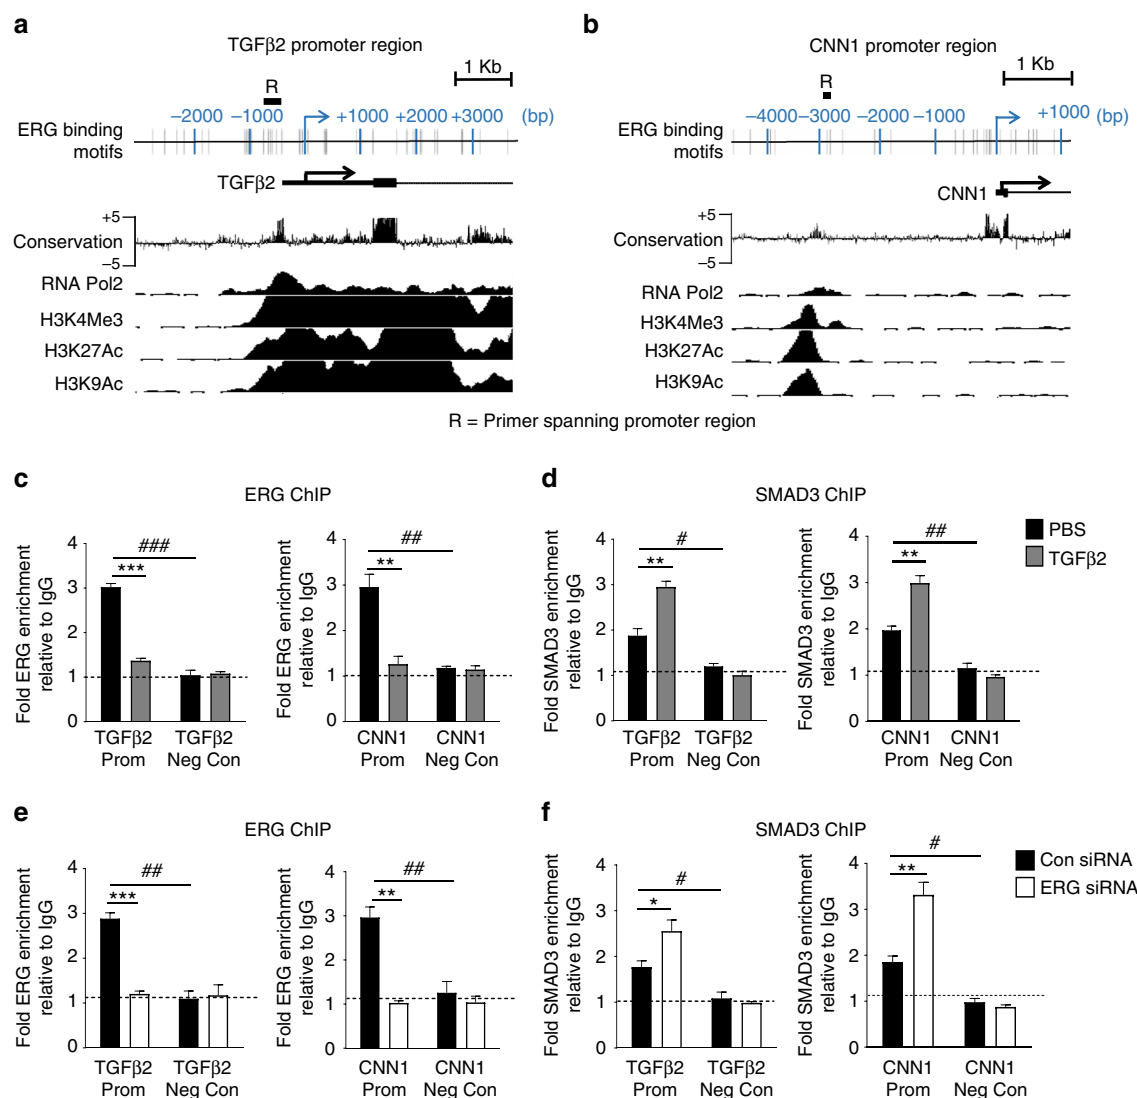 a
TGFβ2 promoter region
1 Kb
R
−2000 −1000 +1000 +2000 +3000 (bp)
ERG binding
motifs
TGFβ2
+5
Conservation
−5
RNA Pol2
H3K4Me3
H3K27Ac
H3K9Ac
b
CNN1 promoter region
1 Kb
R
−4000 −3000 −2000 −1000 +1000 (bp)
ERG binding
motifs
CNN1
+5
Conservation
−5
RNA Pol2
H3K4Me3
H3K27Ac
H3K9Ac
R = Primer spanning promoter region
c
ERG ChIP
Fold ERG enrichment
relative to IgG
4
3
2
1
0
###
***
TGFβ2
Prom
TGFβ2
Neg Con
Fold ERG enrichment
relative to IgG
4
3
2
1
0
##
**
CNN1
Prom
CNN1
Neg Con
d
SMAD3 ChIP
Fold SMAD3 enrichment
relative to IgG
4
3
2
1
0
#
**
TGFβ2
Prom
TGFβ2
Neg Con
Fold SMAD3 enrichment
relative to IgG
4
3
2
1
0
##
**
CNN1
Prom
CNN1
Neg Con
PBS
TGFβ2
e
ERG ChIP
Fold ERG enrichment
relative to IgG
4
3
2
1
0
##
***
TGFβ2
Prom
TGFβ2
Neg Con
Fold ERG enrichment
relative to IgG
4
3
2
1
0
##
**
CNN1
Prom
CNN1
Neg Con
f
SMAD3 ChIP
Fold SMAD3 enrichment
relative to IgG
4
3
2
1
0
#
*
TGFβ2
Prom
TGFβ2
Neg Con
Fold SMAD3 enrichment
relative to IgG
4
3
2
1
0
#
**
CNN1
Prom
CNN1
Neg Con
Con siRNA
ERG siRNA